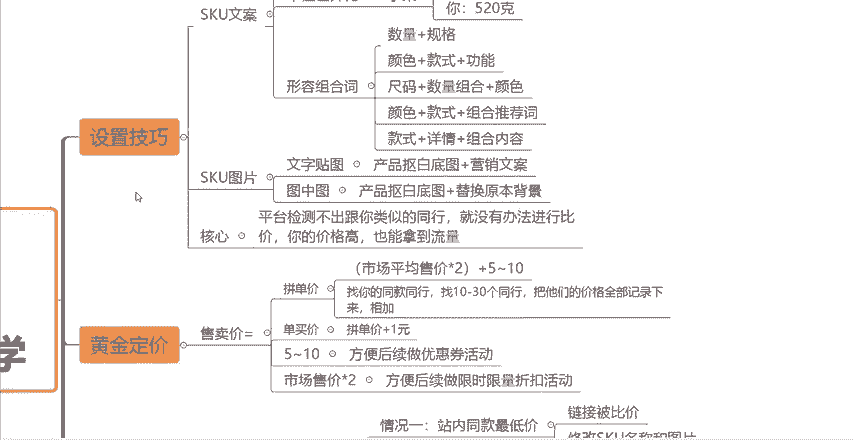 SKU文案
你：520克
形容组合词
数量+规格
颜色+款式+功能
尺码+数量组合+颜色
颜色+款式+组合推荐词
款式+详情+组合内容
设置技巧
SKU图片
文字贴图
产品抠白底图+营销文案
图中图
产品抠白底图+替换原本背景
核心
平台检测不出跟你类似的同行，就没有办法进行比
价，你的价格高，也能拿到流量
学
黄金定价
售卖价=
拼单价
（市场平均售价*2）+5~10
找你的同款同行，找10-30个同行，把他们的价格全部记录下
来，相加
单买价
拼单价+1元
5~10
方便后续做优惠券活动
市场售价*2
方便后续做限时限量折扣活动
情况一：站内同款最低价
链接被比价
修改SKU名称和图片